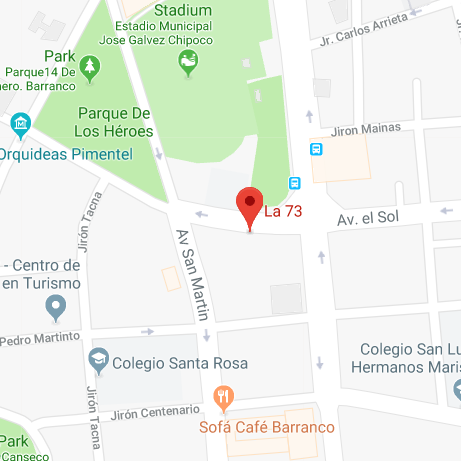 Stadium
Estadio Municipal
Jose Galvez Chipoco
Jr. Carlos Arrieta
Park
Parque14 De
nero. Barranco
Parque De
Los Héroes
Jiron Mainas
Orquideas Pimentel
Jirón Tacna
La 73
Av. el Sol
Av San Martin
- Centro de
en Turismo
Pedro Martinto
Colegio Santa Rosa
Colegio San Lu
Hermanos Maris
Jirón Centenario
Sofá Café Barranco
Jirón Tacna
Park
Canseco